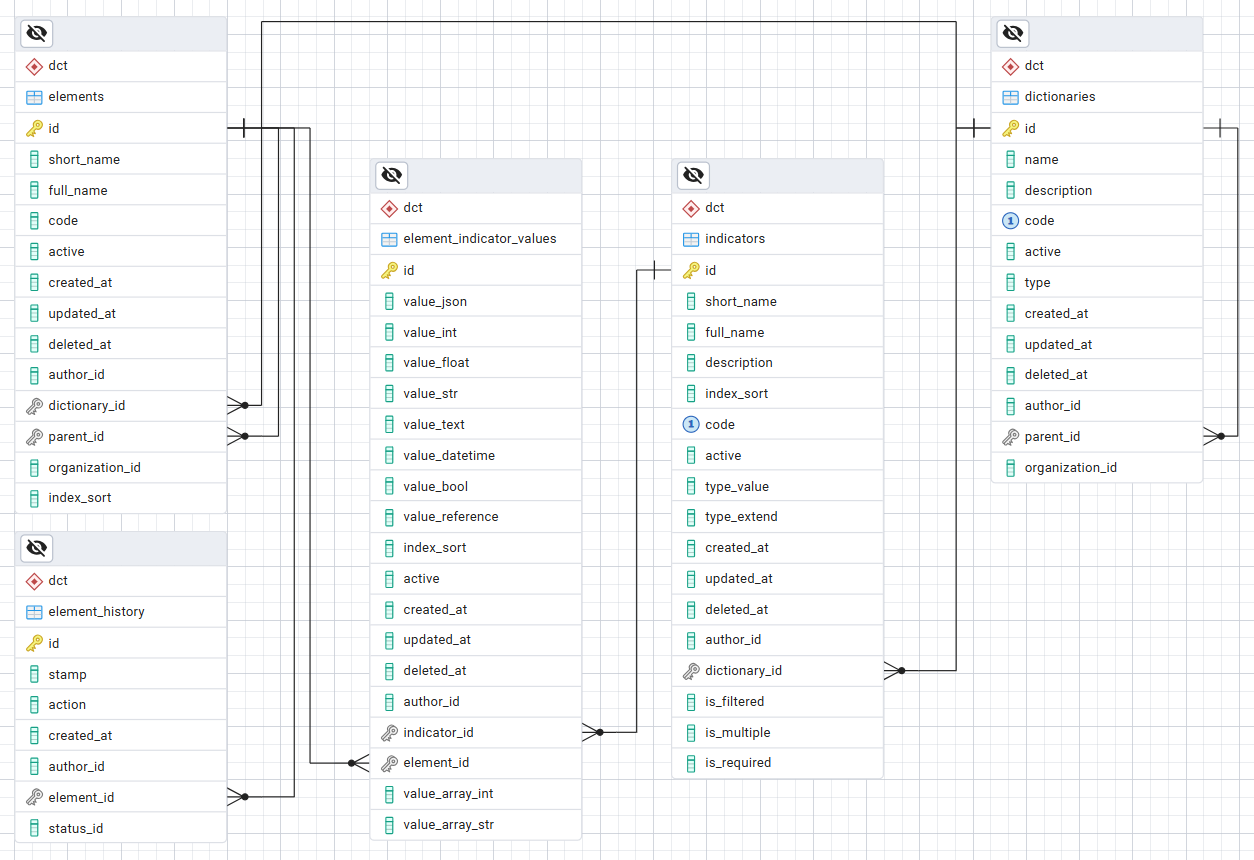 dct
elements
id
short_name
full_name
code
active
created_at
updated_at
deleted_at
author_id
dictionary_id
parent_id
organization_id
index_sort
dct
element_history
id
stamp
action
created_at
author_id
element_id
status_id
dct
element_indicator_values
id
value_json
value_int
value_float
value_str
value_text
value_datetime
value_bool
value_reference
index_sort
active
created_at
updated_at
deleted_at
author_id
indicator_id
element_id
value_array_int
value_array_str
dct
indicators
id
short_name
full_name
description
index_sort
1 code
active
type_value
type_extend
created_at
updated_at
deleted_at
author_id
dictionary_id
is_filtered
is_multiple
is_required
dct
dictionaries
id
name
description
1 code
active
type
created_at
updated_at
deleted_at
author_id
parent_id
organization_id